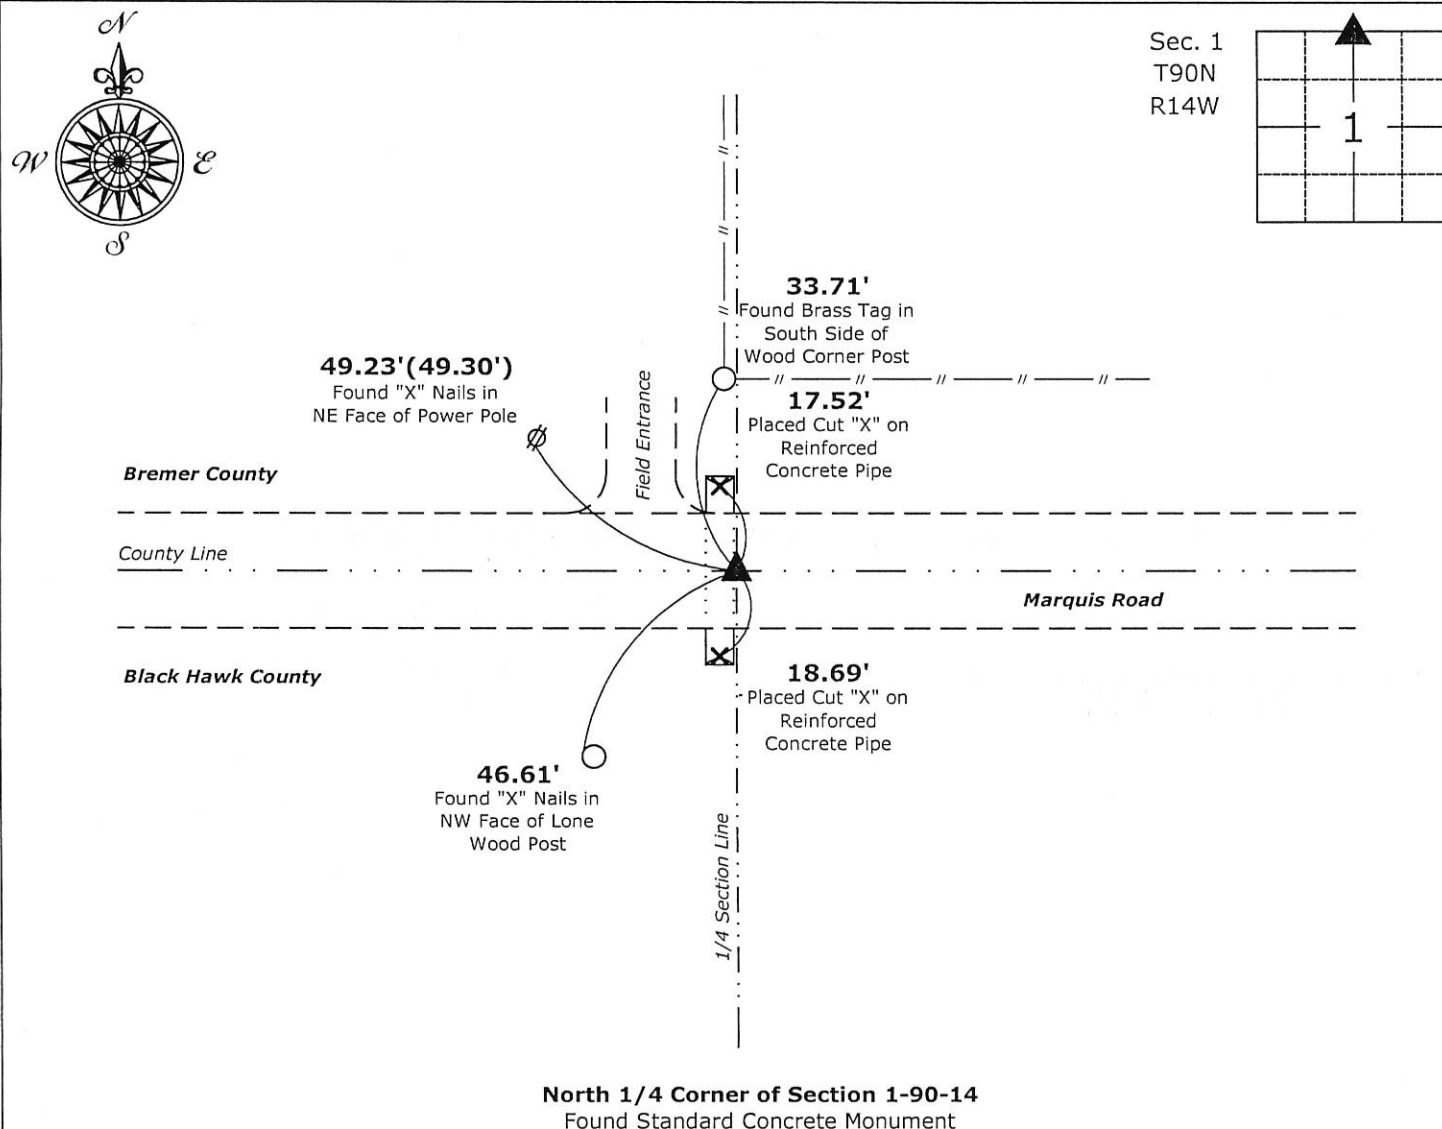 N
W
E
S
Sec. 1
T90N
R14W
1
33.71'
Found Brass Tag in
South Side of
Wood Corner Post
49.23'(49.30')
Found "X" Nails in
NE Face of Power Pole
Field Entrance
17.52'
Placed Cut "X" on
Reinforced
Concrete Pipe
Bremer County
County Line
Marquis Road
Black Hawk County
18.69'
Placed Cut "X" on
Reinforced
Concrete Pipe
46.61'
Found "X" Nails in
NW Face of Lone
Wood Post
1/4 Section Line
North 1/4 Corner of Section 1-90-14
Found Standard Concrete Monument